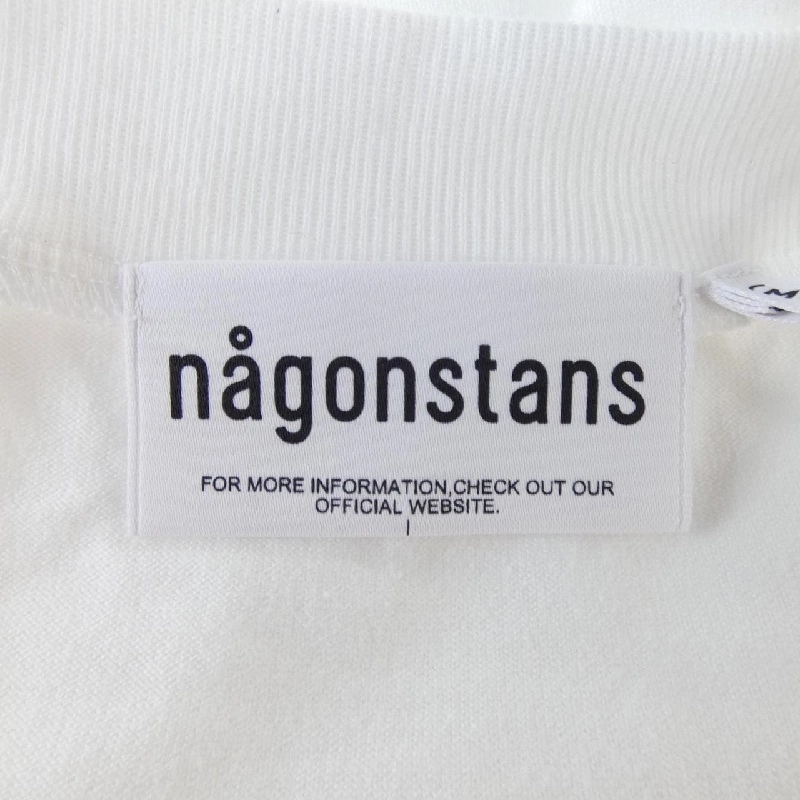 någonstans
FOR MORE INFORMATION,CHECK OUT OUR
OFFICIAL WEBSITE.